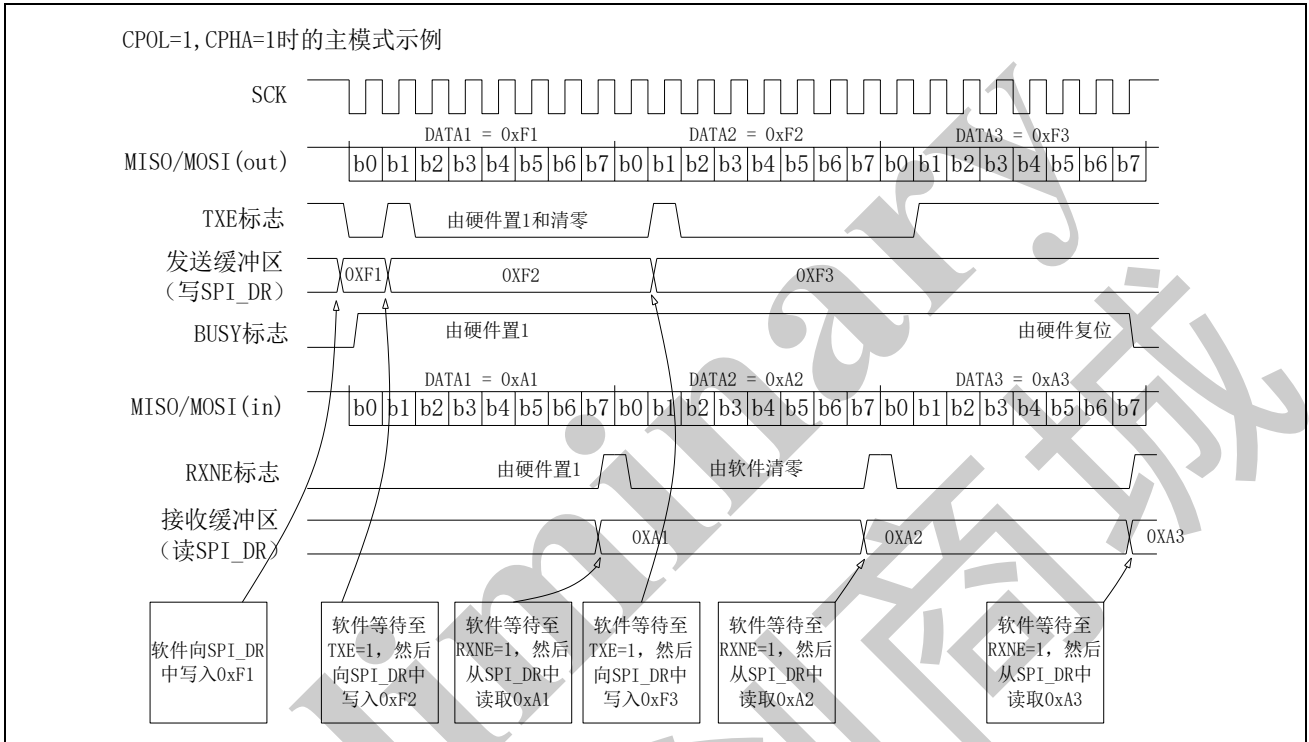 CPOL=1,CPHA=1时的主模式示例
SCK
DATA1 = 0xF1 DATA2 = 0xF2 DATA3 = 0xF3
MISO/MOSI(out) b0 b1 b2 b3 b4 b5 b6 b7 b0 b1 b2 b3 b4 b5 b6 b7 b0 b1 b2 b3 b4 b5 b6 b7
TXE标志 由硬件置1和清零
发送缓冲区
(写SPI_DR) 0XF1 0XF2 0XF3
BUSY标志 由硬件置1 由硬件复位
DATA1 = 0xA1 DATA2 = 0xA2 DATA3 = 0xA3
MISO/MOSI(in) b0 b1 b2 b3 b4 b5 b6 b7 b0 b1 b2 b3 b4 b5 b6 b7 b0 b1 b2 b3 b4 b5 b6 b7
RXNE标志 由硬件置1 由软件清零
接收缓冲区
(读SPI_DR) 0XA1 0XA2 0XA3
软件向SPI_DR
中写入0xF1
软件等待至
TXE=1,然后
向SPI_DR中
写入0xF2
软件等待至
RXNE=1,然后
从SPI_DR中
读取0xA1
软件等待至
TXE=1,然后
向SPI_DR中
写入0xF3
软件等待至
RXNE=1,然后
从SPI_DR中
读取0xA2
软件等待至
RXNE=1,然后
从SPI_DR中
读取0xA3
liminary
商城